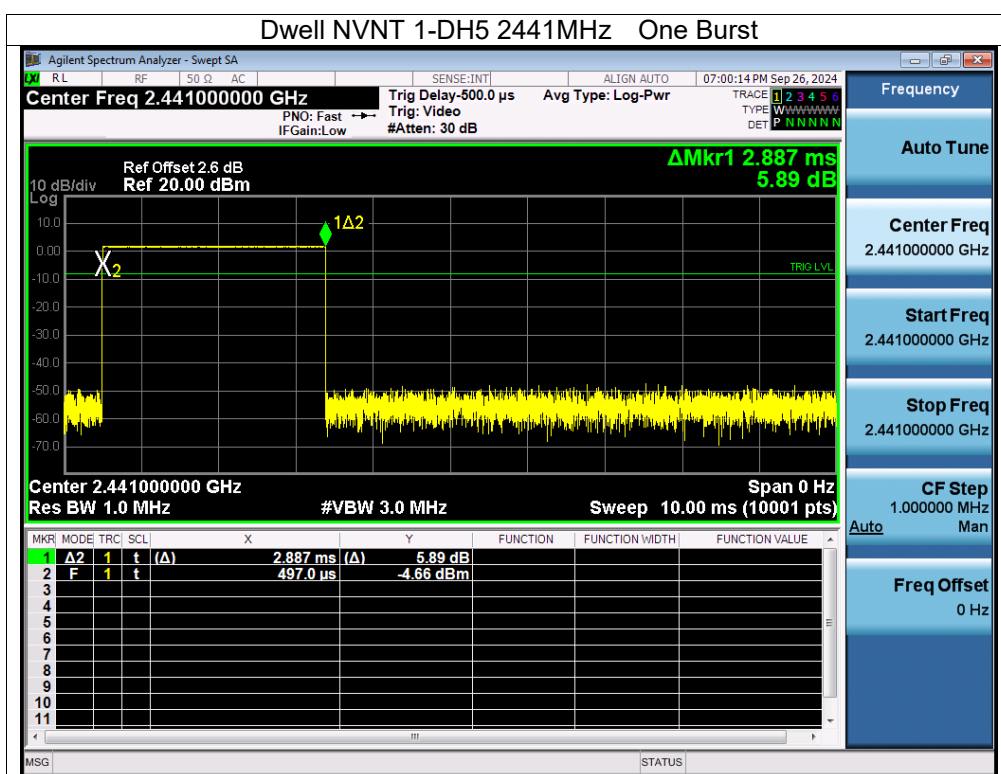 Dwell NVNT 1-DH5 2441MHz One Burst
Agilent Spectrum Analyzer - Swept SA
LXI RL RF 50 Ω AC SENSE:INT ALIGN AUTO 07:00:14 PM Sep 26, 2024
Center Freq 2.441000000 GHz Trig Delay-500.0 µs Avg Type: Log-Pwr TRACE 1 2 3 4 5 6
PNO: Fast Trig: Video TYPE WWWWWW
IFGain:Low #Atten: 30 dB DET P N N N N N
Frequency
Auto Tune
Center Freq
2.441000000 GHz
Start Freq
2.441000000 GHz
Stop Freq
2.441000000 GHz
CF Step
1.000000 MHz
Auto Man
Freq Offset
0 Hz
ΔMkr1 2.887 ms
5.89 dB
Ref Offset 2.6 dB
10 dB/div Ref 20.00 dBm
Log
10.0
0.00
-10.0
-20.0
-30.0
-40.0
-50.0
-60.0
-70.0
1Δ2
X2
TRIG LVL
Center 2.441000000 GHz Span 0 Hz
Res BW 1.0 MHz #VBW 3.0 MHz Sweep 10.00 ms (10001 pts)
MKR MODE TRC SCL X Y FUNCTION FUNCTION WIDTH FUNCTION VALUE
1 Δ2 1 t (Δ) 2.887 ms (Δ) 5.89 dB
2 F 1 t 497.0 µs -4.66 dBm
3
4
5
6
7
8
9
10
11
MSG STATUS